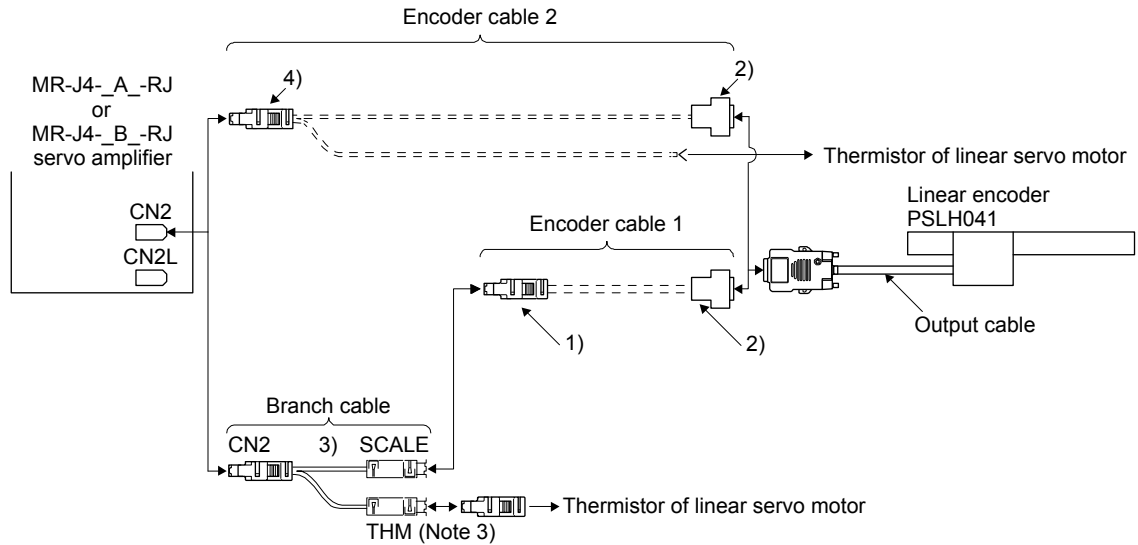 Encoder cable 2
MR-J4-_A_-RJ
or
MR-J4-_B_-RJ
servo amplifier
4)
2)
Thermistor of linear servo motor
CN2
CN2L
Linear encoder
PSLH041
Encoder cable 1
1)
2)
Output cable
Branch cable
CN2
3)
SCALE
THM (Note 3)
Thermistor of linear servo motor